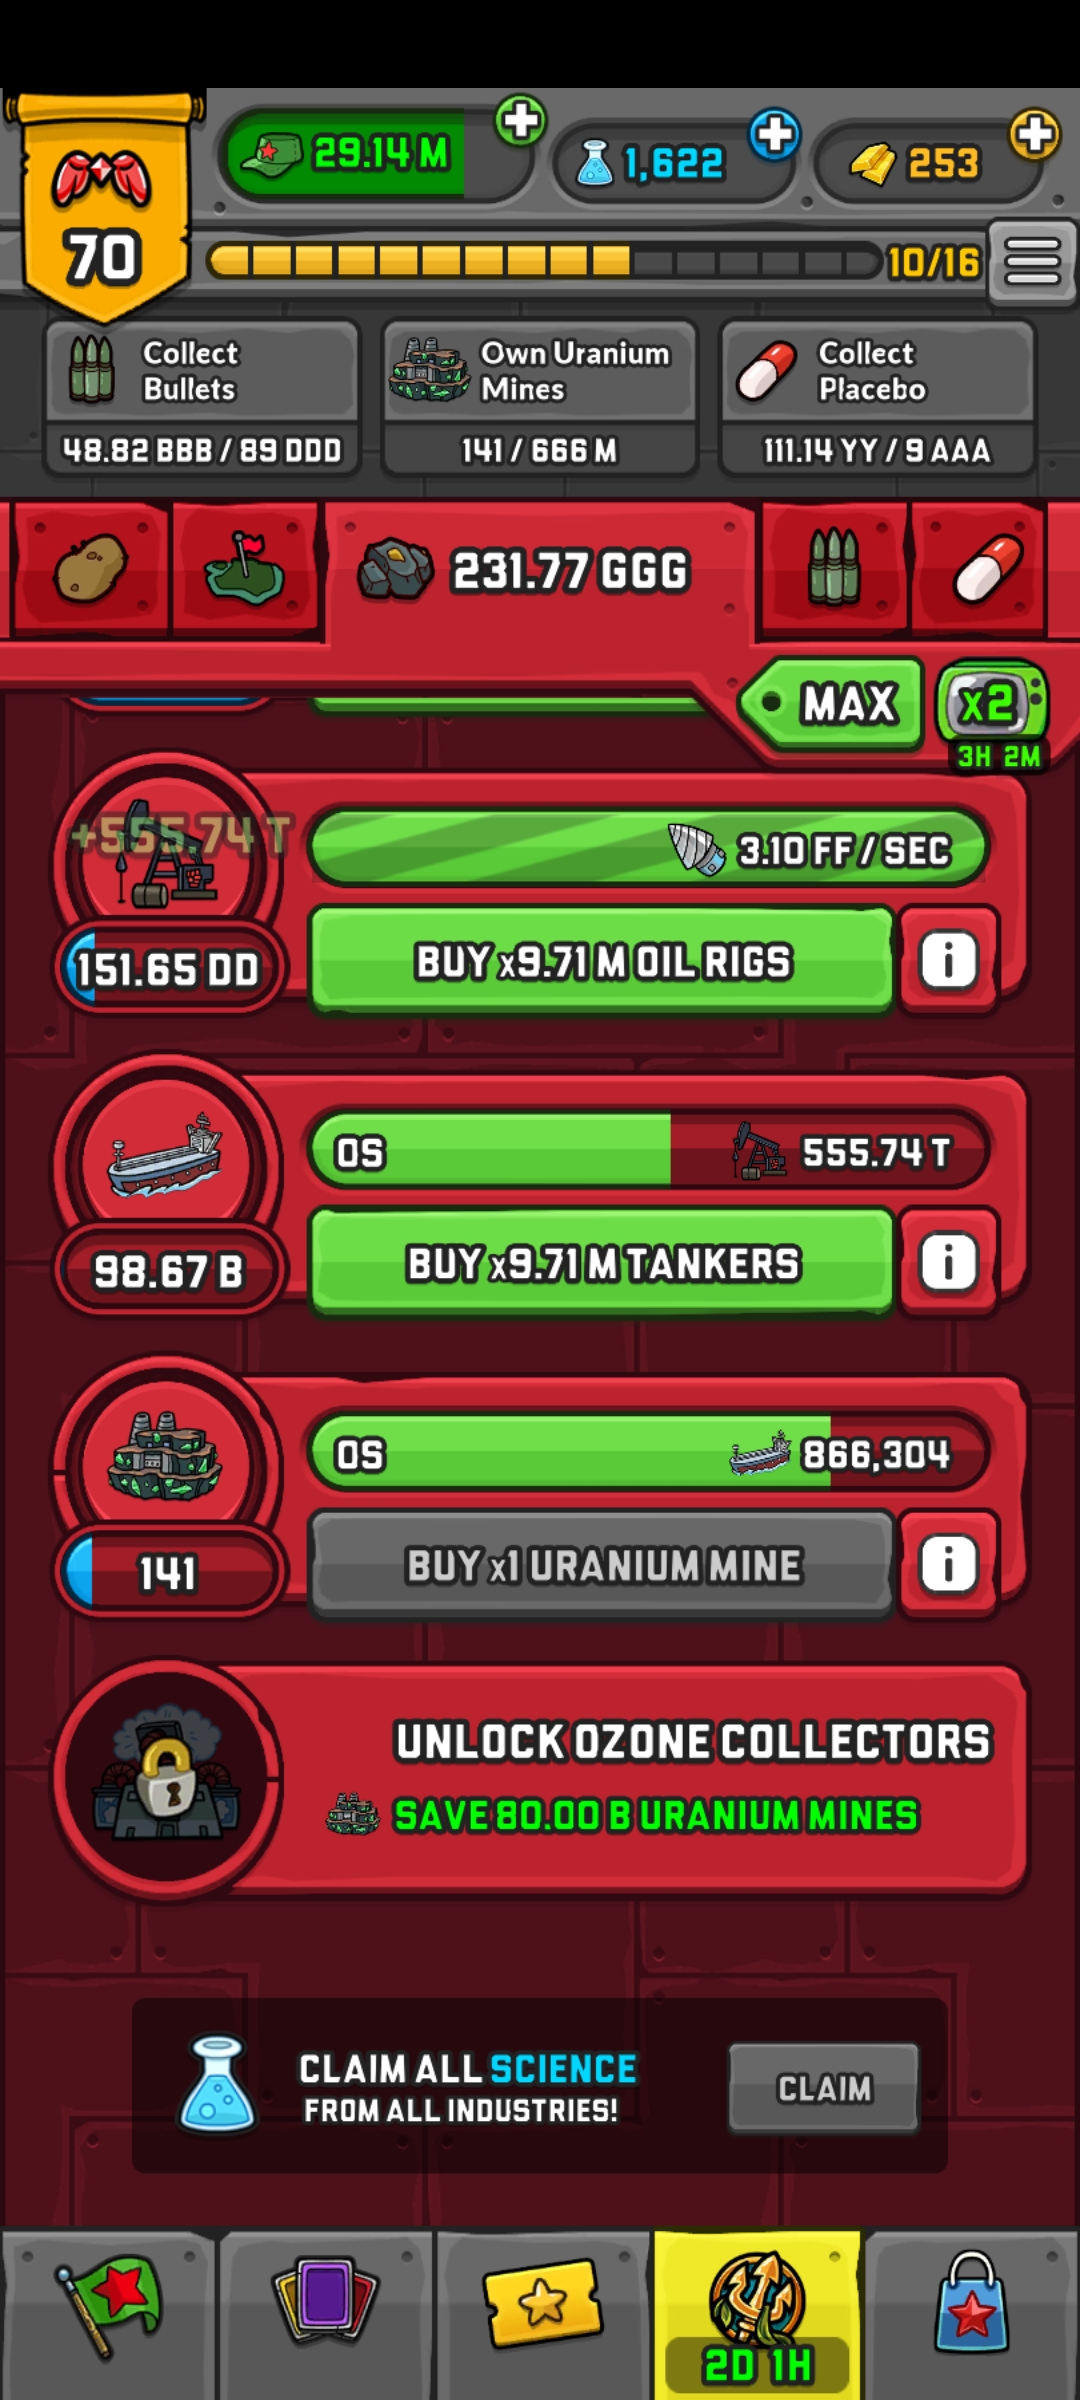 29.14 M
1,622
253
70
10/16
Collect
Bullets
48.82 BBB / 89 DDD
Own Uranium
Mines
141 / 666 M
Collect
Placebo
111.14 YY / 9 AAA
231.77 GGG
MAX
x2
3H 2M
+555.74 T
3.10 FF / SEC
151.65 DD
BUY x9.71 M OIL RIGS
i
0S
555.74 T
98.67 B
BUY x9.71 M TANKERS
i
0S
866,304
141
BUY x1 URANIUM MINE
i
UNLOCK OZONE COLLECTORS
SAVE 80.00 B URANIUM MINES
CLAIM ALL SCIENCE
FROM ALL INDUSTRIES!
CLAIM
2D 1H